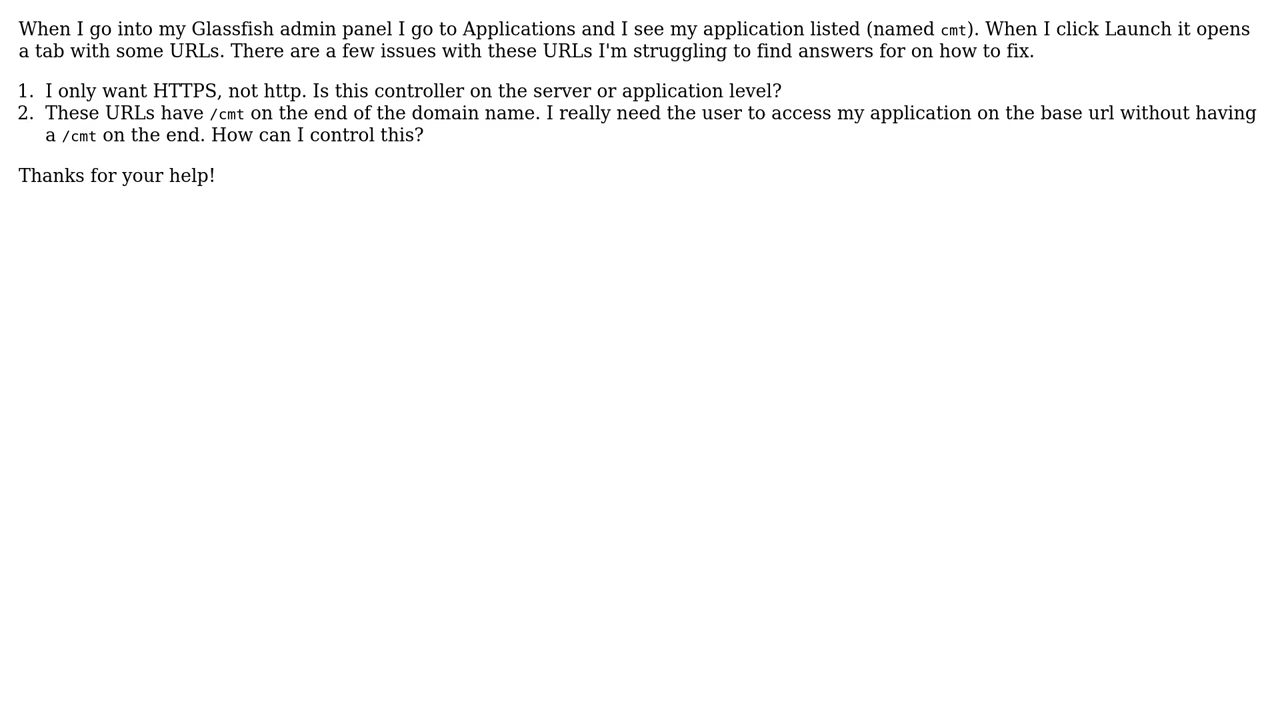 When I go into my Glassfish admin panel I go to Applications and I see my application listed (named cmt). When I click Launch it opens
a tab with some URLs. There are a few issues with these URLs I'm struggling to find answers for on how to fix.
1. I only want HTTPS, not http. Is this controller on the server or application level?
2. These URLs have /cmt on the end of the domain name. I really need the user to access my application on the base url without having
a /cmt on the end. How can I control this?
Thanks for your help!